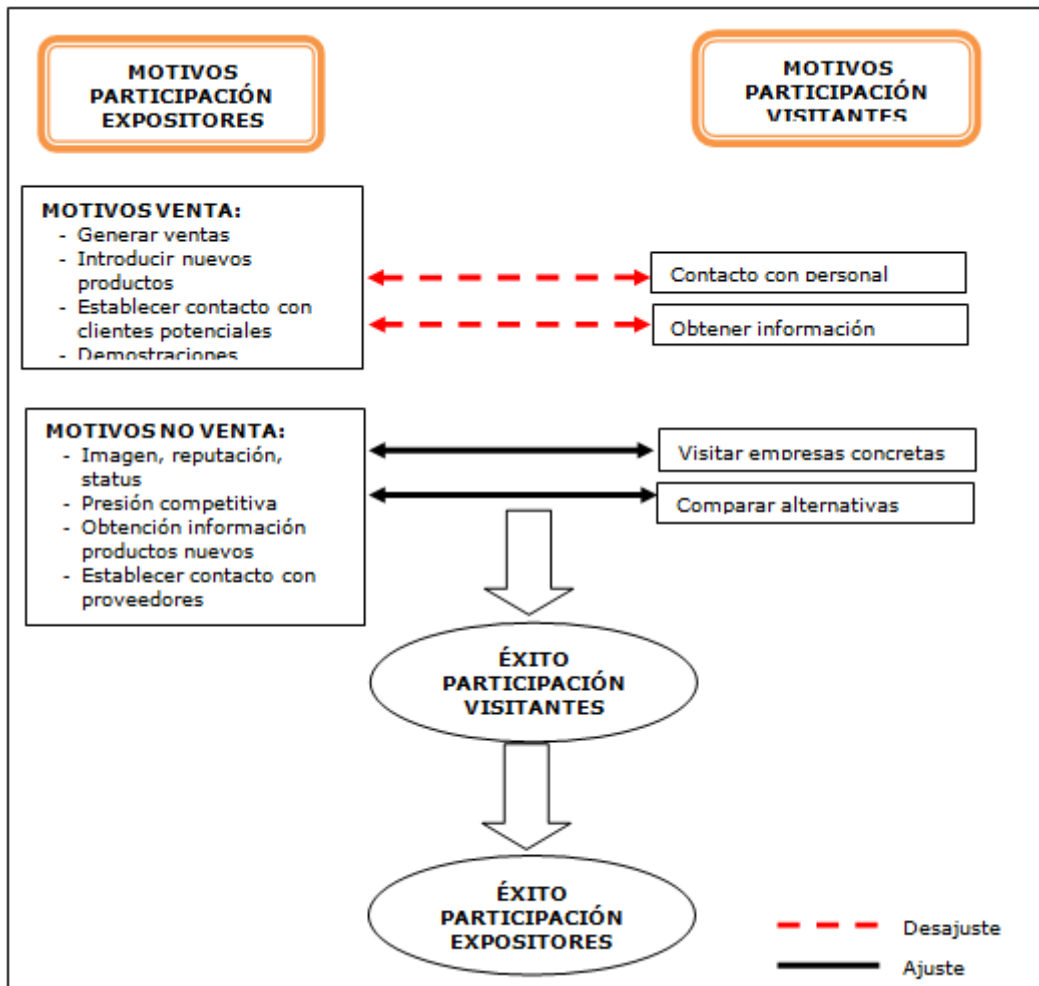 MOTIVOS
PARTICIPACIÓN
EXPOSITORES
MOTIVOS
PARTICIPACIÓN
VISITANTES
MOTIVOS VENTA:
- Generar ventas
- Introducir nuevos
productos
- Establecer contacto con
clientes potenciales
- Demostraciones
Contacto con personal
Obtener información
MOTIVOS NO VENTA:
- Imagen, reputación,
status
- Presión competitiva
- Obtención información
productos nuevos
- Establecer contacto con
proveedores
Visitar empresas concretas
Comparar alternativas
ÉXITO
PARTICIPACIÓN
VISITANTES
ÉXITO
PARTICIPACIÓN
EXPOSITORES
Desajuste
Ajuste